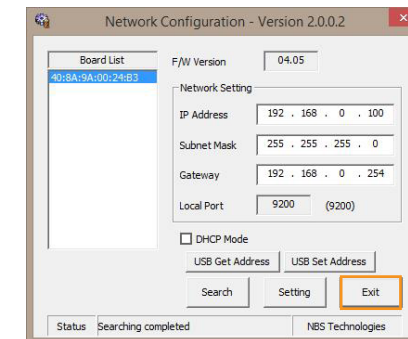 Network Configuration - Version 2.0.0.2
Board List
40:8A:9A:00:24:B3
F/W Version 04.05
Network Setting
IP Address 192 . 168 . 0 . 100
Subnet Mask 255 . 255 . 255 . 0
Gateway 192 . 168 . 0 . 254
Local Port 9200 (9200)
DHCP Mode
USB Get Address USB Set Address
Search Setting Exit
Status Searching completed NBS Technologies